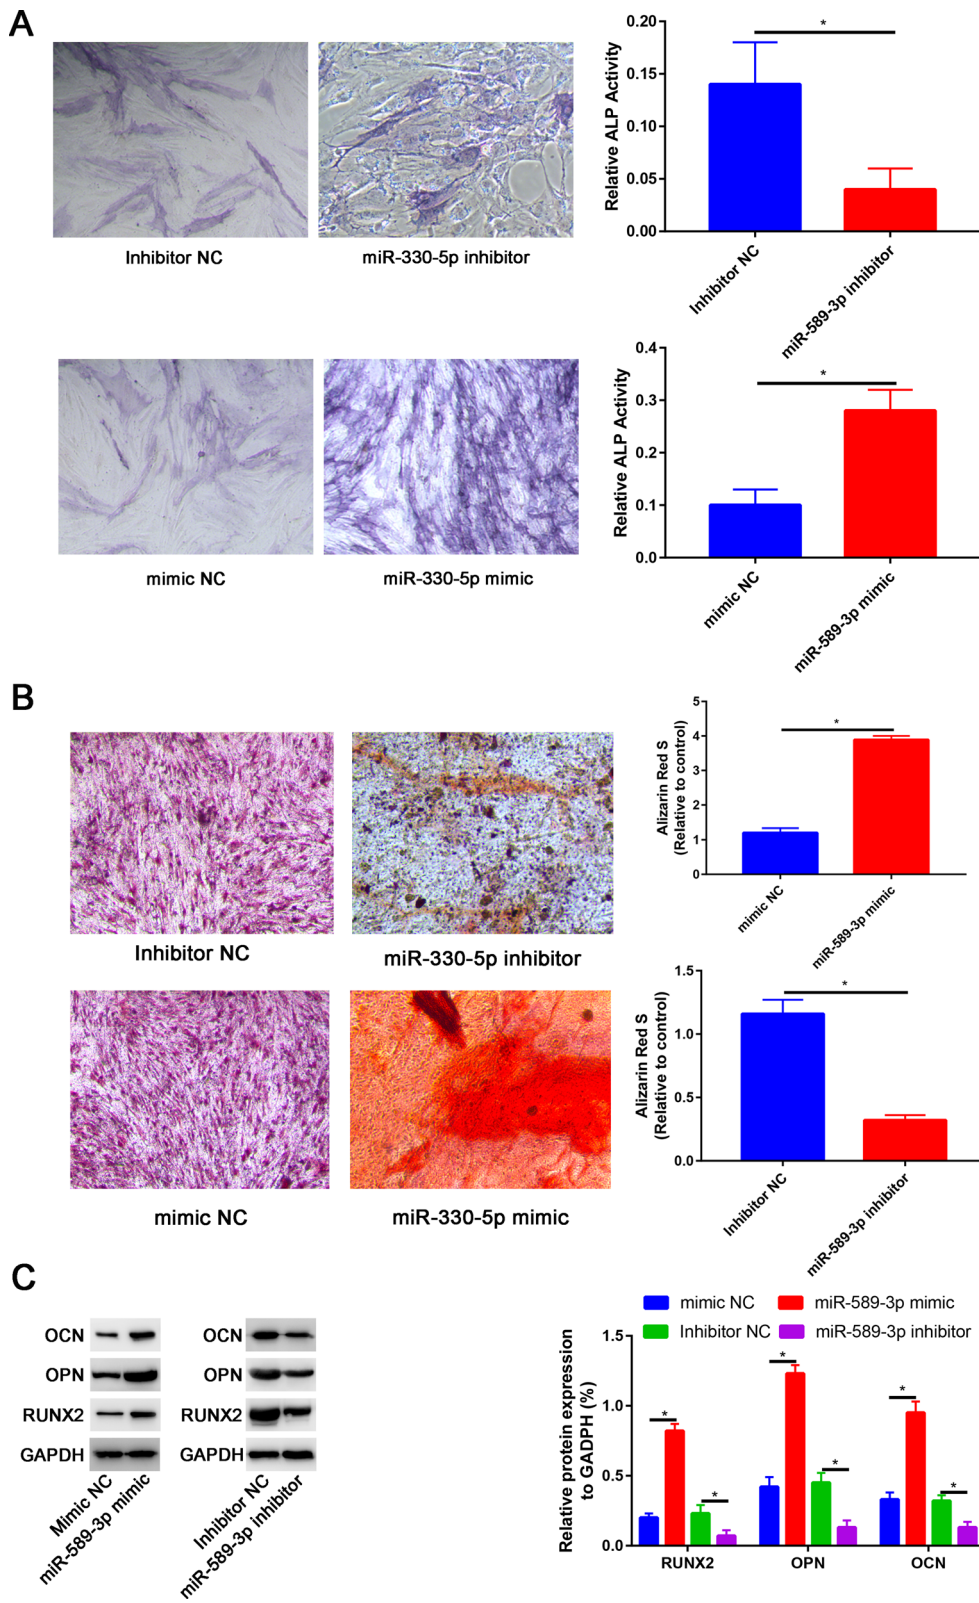 A
Inhibitor NC
miR-330-5p inhibitor
Relative ALP Activity
0.20
0.15
0.10
0.05
0.00
*
Inhibitor NC
miR-589-3p inhibitor
mimic NC
miR-330-5p mimic
Relative ALP Activity
0.4
0.3
0.2
0.1
0.0
*
mimic NC
miR-589-3p mimic
B
Inhibitor NC
miR-330-5p inhibitor
Alizarin Red S
(Relative to control)
5
4
3
2
1
0
*
mimic NC
miR-589-3p mimic
mimic NC
miR-330-5p mimic
Alizarin Red S
(Relative to control)
1.5
1.0
0.5
0.0
*
Inhibitor NC
miR-589-3p inhibitor
C
OCN
OPN
RUNX2
GAPDH
Mimic NC
miR-589-3p mimic
OCN
OPN
RUNX2
GAPDH
Inhibitor NC
miR-589-3p inhibitor
mimic NC
miR-589-3p mimic
Inhibitor NC
miR-589-3p inhibitor
Relative protein expression
to GADPH (%)
1.5
1.0
0.5
0.0
*
*
*
*
*
*
RUNX2
OPN
OCN